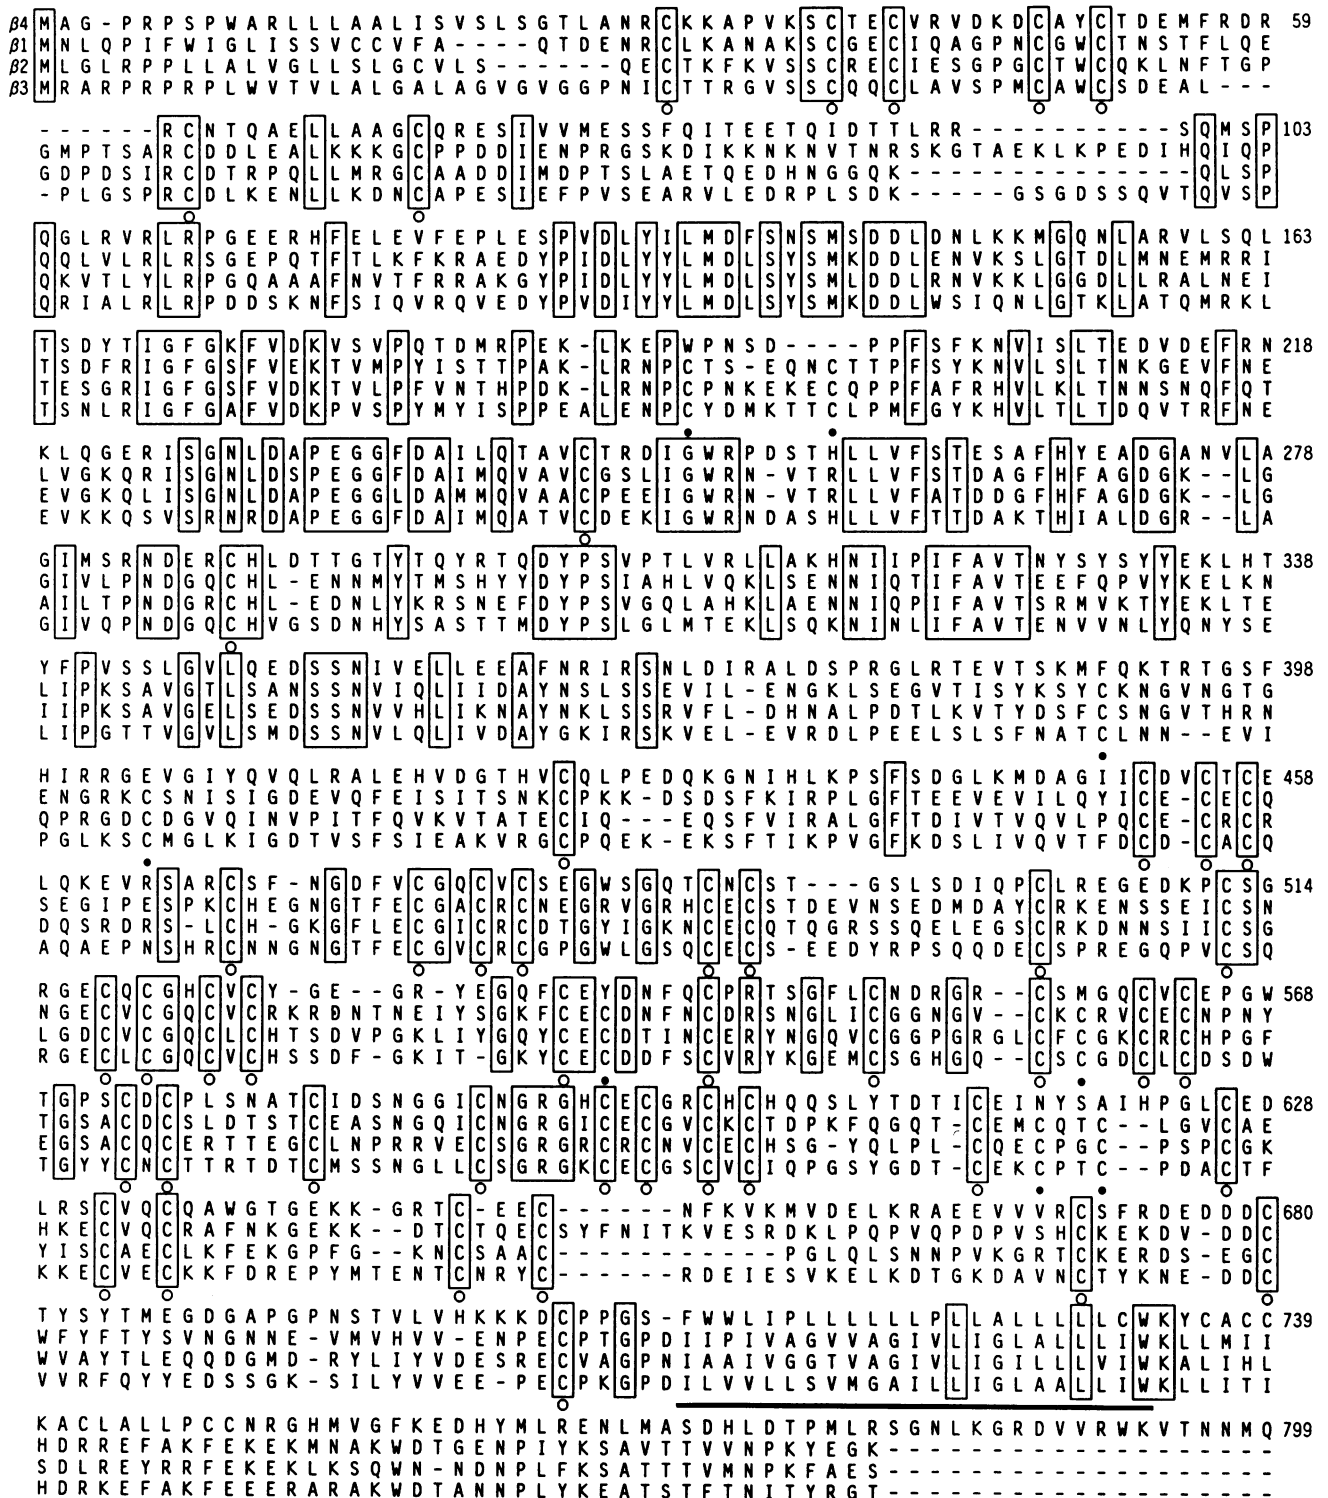 β4 MAG-PRPSPWARLLLAALISVSLSGTLANRCKKAPVKSCTECVRVDKDCAYCTDEMFRDR 59
β1 MNLQPIFWIGLISSVCCVFA----QTDENRCLKANAKSCGECIQAGPNCGWCTNSTFLQE
β2 MLGLRPPLLALVGLLSLGCVLS------QECTKFKVSSCRECIESGPGCTWCQKLNFTGP
β3 MRARPRPRPLWVTVLALGALAGVGVGGPNICTTRGVSSCQQCLAVSPMCAWCSDEAL---
------RCNTQAELLAAGCQRESIVVMESSFQITEETQIDTTLRR----------SQMSP 103
GMPTSARCDDLEALKKKGCPPDDIENPRGSKDIKKNKNVTNRSKGTAEKLKPEDIHQIQP
GDPDSIRCDTRPQLLMRGCAADDIMDPTSLAETQEDHNGGQK-------------QLSP
-PLGSPRCDLKENLLKDNCAPESIEFPVSEARVLEDRPLSDK-----GSGDSSQVTQVSP
QGLRVRLRPGEERHFELEVFEPLESPVDLYILMDFSNSMSDDLDNLKKMGQNLARVLSQL 163
QQLVLRLRSGEPQTFTLKFKRAEDYPIDLYYLMDLSYSMKDDLENVKSLGTDLMNEMRRI
QKVTLYLRPGQAAAFNVTFRRAKGYPIDLYYLMDLSYSMLDDLRNVKKLGGDLLRALNEI
QRIALRLRPDDSKNFSIQVRQVEDYPVDIYYLMDLSYSMKDDLWSIQNLGTKLATQMRKL
TSDYTIGFGKFVDKVSVPQTDMRPEK-LKEPWPNSD----PPFSFKNVISLTEDVDEFRN 218
TSDFRIGFGSFVEKTVMPYISTTPAK-LRNPCTS-EQNCTTPFSYKNVLSLTNKGEVFNE
TESGRIGFGSFVDKTVLPFVNTHPDK-LRNPCPNKEKECQPPFAFRHVLKLTNNSNQFQT
TSNLRIGFGAFVDKPVSPYMYISPPEALENPCYDMKTTCLPMFGYKHVLTLTDQVTRFNE
KLQGERISGNLDAPEGGFDAILQTAVCTRDIGWRPDSTHLLVFSTESAFHYEADGANVLA 278
LVGKQRISGNLDSPEGGFDAIMQVAVCGSLIGWRN-VTRLLVFSTDAGFHFAGDGK--LG
EVGKQLISGNLDAPEGGLDAMMQVAACPEEIGWRN-VTRLLVFATDDGFHFAGDGK--LG
EVKKQSVSRNRDAPEGGFDAIMQATVCDEKIGWRNDASHLLVFTTDAKTHIALDGR--LA
GIMSRNDERCHLDTTGTYTQYRTQDYPSVPTLVRLLAKHNIIPIFAVTNYSYSYYEKLHT 338
GIVLPNDGQCHL-ENNMYTMSHYYDYPSIAHLVQKLSENNIQTIFAVTEEFQPVYKELKN
AILTPNDGRCHL-EDNLYKRSNEFDYPSVGQLAHKLAENNIQPIFAVTSRMVKTYEKLTE
GIVQPNDGQCHVGSDNHYSASTTMDYPSLGLMTEKLSQKNINLIFAVTENVVNLYQNYSE
YFPVSSLGVLQEDSSNIVELLEEAFNRIRSNLDIRALDSPRGLRTEVTSKMFQKTRTGSF 398
LIPKSAVGTLSANSSNVIQLIIDAYNSLSSEVIL-ENGKLSEGVTISYKSYCKNGVNGTG
IIPKSAVGELSEDSSNVVHLIKNAYNKLSSRVFL-DHNALPDTLKVTYDSFCSNGVTHRN
LIPGTTVGVLSMDSSNVLQLIVDAYGKIRSKVEL-EVRDLPEELSLSFNATCLNN--EVI
HIRRGEVGIYQVQLRALEHVDGTHVCQLPEDQKGNIHLKPSFSDGLKMDAGIICDVCTCE 458
ENGRKCSNISIGDEVQFEISITSNKCPKK-DSDSFKIRPLGFTEEVEVILQYICE-CECQ
QPRGDCDGVQINVPITFQVKVTATECIQ---EQSFVIRALGFTDIVTVQVLPQCE-CRCR
PGLKSCMGLKIGDTVSFSIEAKVRGCPQEK-EKSFTIKPVGFKDSLIVQVTFDCD-CACQ
LQKEVRSARCSF-NGDFVCGQCVCSEGWSGQTCNCST---GSLSDIQPCLREGEDKPCSG 514
SEGIPESPKCHEGNGTFECGACRCNEGRVGRHCECSTDEVNSEDMDAYCRKENSSEICSN
DQSRDRS-LCH-GKGFLECGICRCDTGYIGKNCECQTQGRSSQELEGSCRKDNNSIICSG
AQAEPNSHRCNNGNGTFECGVCRCGPGWLGSQCECS-EEDYRPSQQDECSPREGQPVCSQ
RGECQCGHCVCY-GE--GR-YEGQFCEYDNFQCPRTSGFLCNDRGR--CSMGQCVCEPGW 568
NGECVCGQCVCRKRDNTNEIYSGKFCECDNFNCDRSNGLICGGNGV--CKCRVCECNPNY
LGDCVCGQCLCHTSDVPGKLIYGQYCECDTINCERYNGQVCGGPGRGLCFCGKCRCHPGF
RGECLCGQCVCHSSDF-GKIT-GKYCECDDFSCVRYKGEMCSGHGQ--CSCGDCLCDSDW
TGPSCDCPLSNATCIDSNGGICNGRGHCECGRCHCHQQSLYTDTICEINYSAIHPGLCED 628
TGSACDCSLDTSTCEASNGQICNGRGICECGVCKCTDPKFQGQT-CEMCQTC--LGVCAE
EGSACQCERTTEGCLNPRRVECSGRGRCRCNVCECHSG-YQLPL-CQECPGC--PSPCGK
TGYYCNCTTRTDTCMSSNGLLCSGRGKCECGSCVCIQPGSYGDT-CEKCPTC--PDACTF
LRSCVQCQAWGTGEKK-GRTC-EEC------NFKVKMVDELKRAEEVVVRCSFRDEDDDC 680
HKECVQCRAFNKGEKK--DTCTQECSYFNITKVESRDKLPQPVQPDPVSHCKEKDV-DDC
YISCAECLKFEKGPFG--KNCSAAC-----------PGLQLSNNPVKGRTCKERDS-EGC
KKECVECKKFDREPYMTENTCNRYC------RDEIESVKELKDTGKDAVNCTYKNE-DDC
TYSYTMEGDGAPGPNSTVLVHKKKDCPPGS-FWWLIPLLLLLLPLLALLLLLCWKYCACC 739
WFYFTYSVNGNNE-VMVHVV-ENPECPTGPDIIPIVAGVVAGIVLIGLALLLIWKLLMII
WVAYTLEQQDGMD-RYLIYVDESRECVAGPNIAAIVGGTVAGIVLIGILLLVIWKALIHL
VVRFQYYEDSSGK-SILYVVEE-PECPKGPDILVVLLSVMGAILLIGLAALLIWKLLITI
KACLALLPCCNRGHMVGFKEDHYMLRENLMASDHLDTPMLRSGNLKGRDVVRWKVTNNMQ 799
HDRREFAKFEKEKMNAKWDTGENPIYKSAVTTVVNPKYEGK-------------------
SDLREYRRFEKEKLKSQWN-NDNPLFKSATTTVMNPKFAES-------------------
HDRKEFAKFEEERARAKWDTANNPLYKEATSTFTNITYRGT-------------------